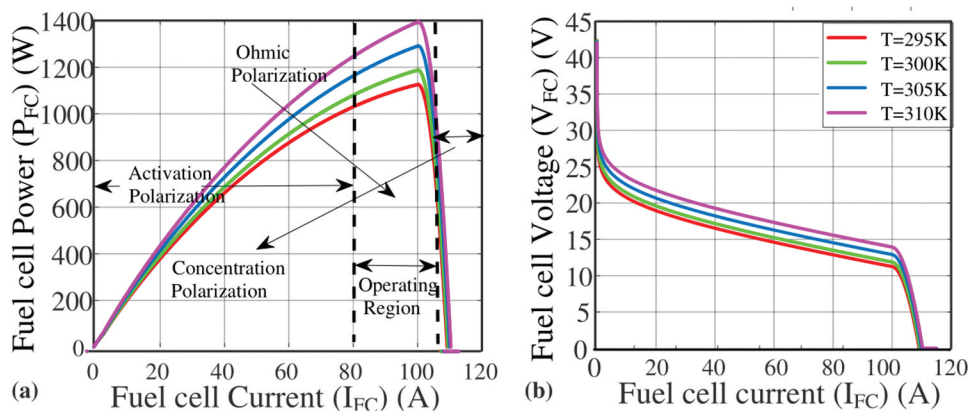 1400
1200
1000
800
600
400
200
0
0 20 40 60 80 100 120
Fuel cell Power (P_FC) (W)
Ohmic
Polarization
Activation
Polarization
Concentration
Polarization
Operating
Region
(a)
Fuel cell Current (I_FC) (A)
45
40
35
30
25
20
15
10
5
0
0 20 40 60 80 100 120
Fuel cell Voltage (V_FC) (V)
T=295K
T=300K
T=305K
T=310K
(b)
Fuel cell current (I_FC) (A)